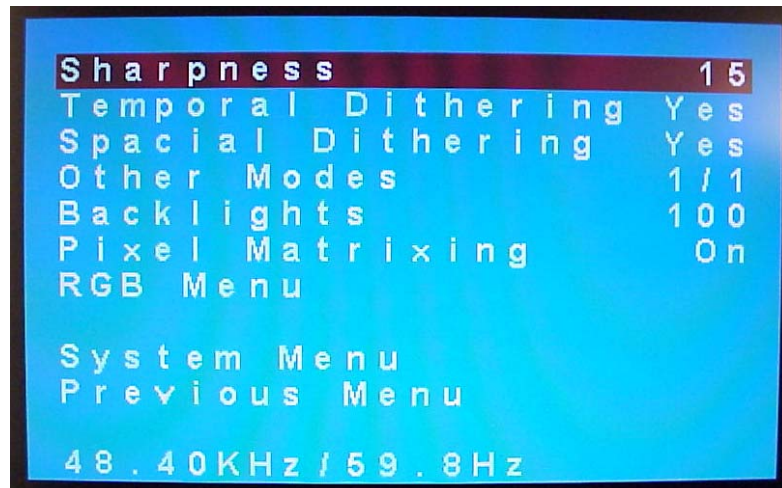 Sharpness 15
Temporal Dithering Yes
Spacial Dithering Yes
Other Modes 1/1
Backlights 100
Pixel Matrixing On
RGB Menu
System Menu
Previous Menu
48.40KHz/59.8Hz